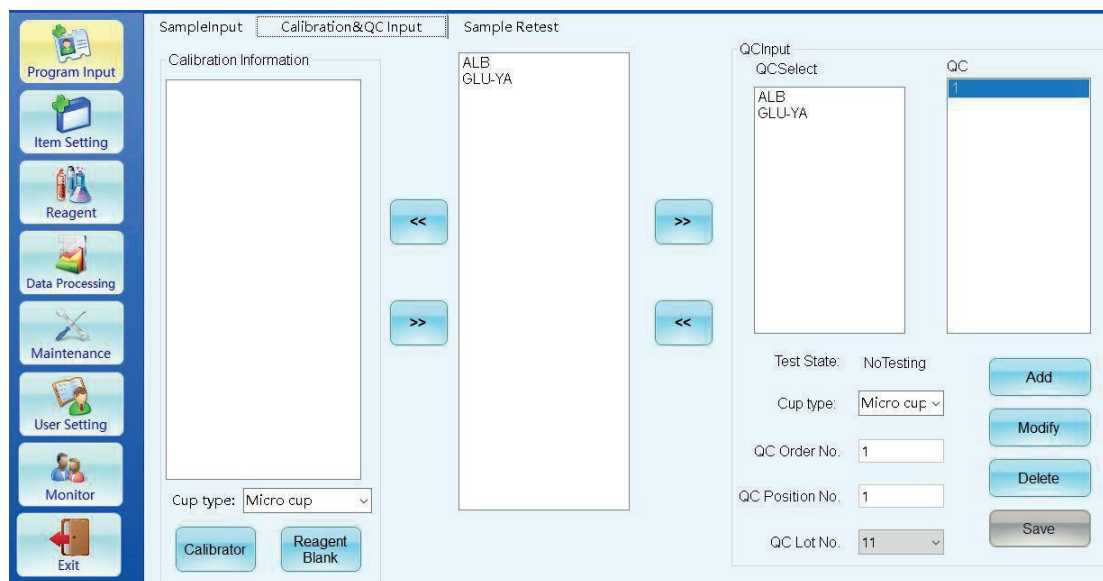 Program Input
Item Setting
Reagent
Data Processing
Maintenance
User Setting
Monitor
Exit
SampleInput
Calibration&QC Input
Sample Retest
Calibration Information
Cup type:
Micro cup
Calibrator
Reagent
Blank
<<
>>
ALB
GLU-YA
>>
<<
QCInput
QCSelect
QC
ALB
GLU-YA
1
Test State:
NoTesting
Cup type:
Micro cup
QC Order No.
1
QC Position No.
1
QC Lot No.
11
Add
Modify
Delete
Save